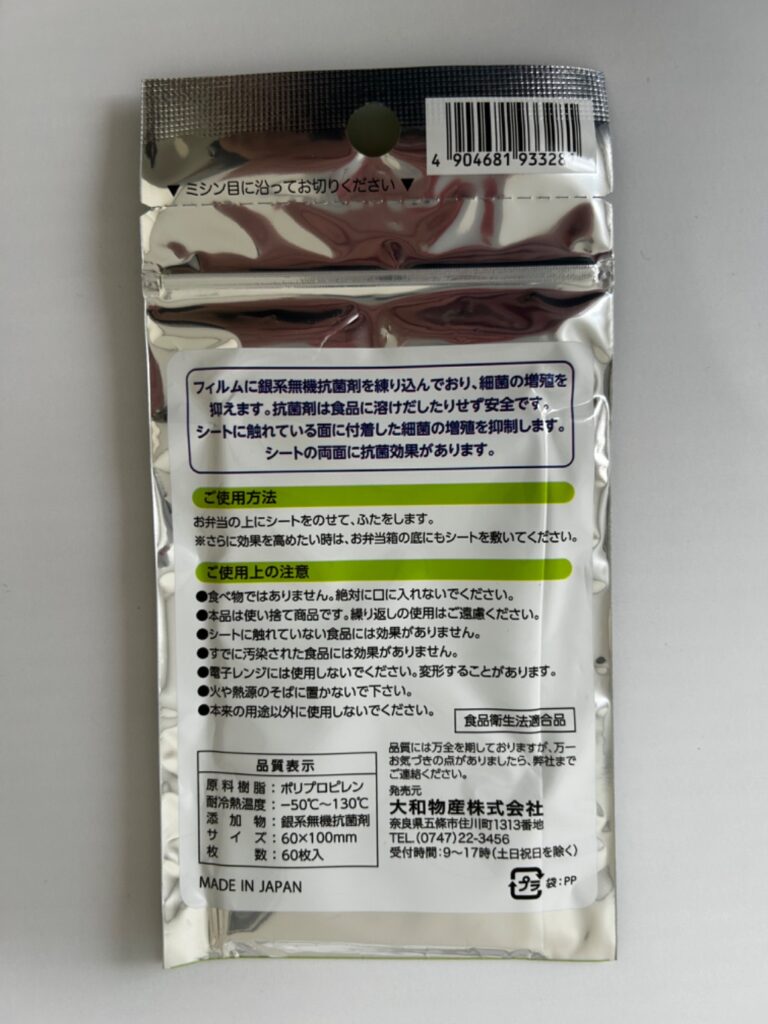 4 904681 93328
▼ ミシン目に沿ってお切りください ▼
フィルムに銀系無機抗菌剤を練り込んでおり、細菌の増殖を
抑えます。抗菌剤は食品に溶けだしたりせず安全です。
シートに触れている面に付着した細菌の増殖を抑制します。
シートの両面に抗菌効果があります。
ご使用方法
お弁当の上にシートをのせて、ふたをします。
※さらに効果を高めたい時は、お弁当箱の底にもシートを敷いてください。
ご使用上の注意
●食べ物ではありません。絶対に口に入れないでください。
●本品は使い捨て商品です。繰り返しの使用はご遠慮ください。
●シートに触れていない食品には効果がありません。
●すでに汚染された食品には効果がありません。
●電子レンジには使用しないでください。変形することがあります。
●火や熱源のそばに置かないで下さい。
●本来の用途以外に使用しないでください。
食品衛生法適合品
品質表示
原料樹脂：ポリプロピレン
耐冷熱温度：−50℃〜130℃
添加物：銀系無機抗菌剤
サイズ：60×100mm
枚数：60枚入
MADE IN JAPAN
品質には万全を期しておりますが、万一
お気づきの点がありましたら、弊社まで
ご連絡ください。
発売元
大和物産株式会社
奈良県五條市住川町1313番地
TEL.(0747)22-3456
受付時間：9〜17時(土日祝日を除く)
プラ 袋：PP